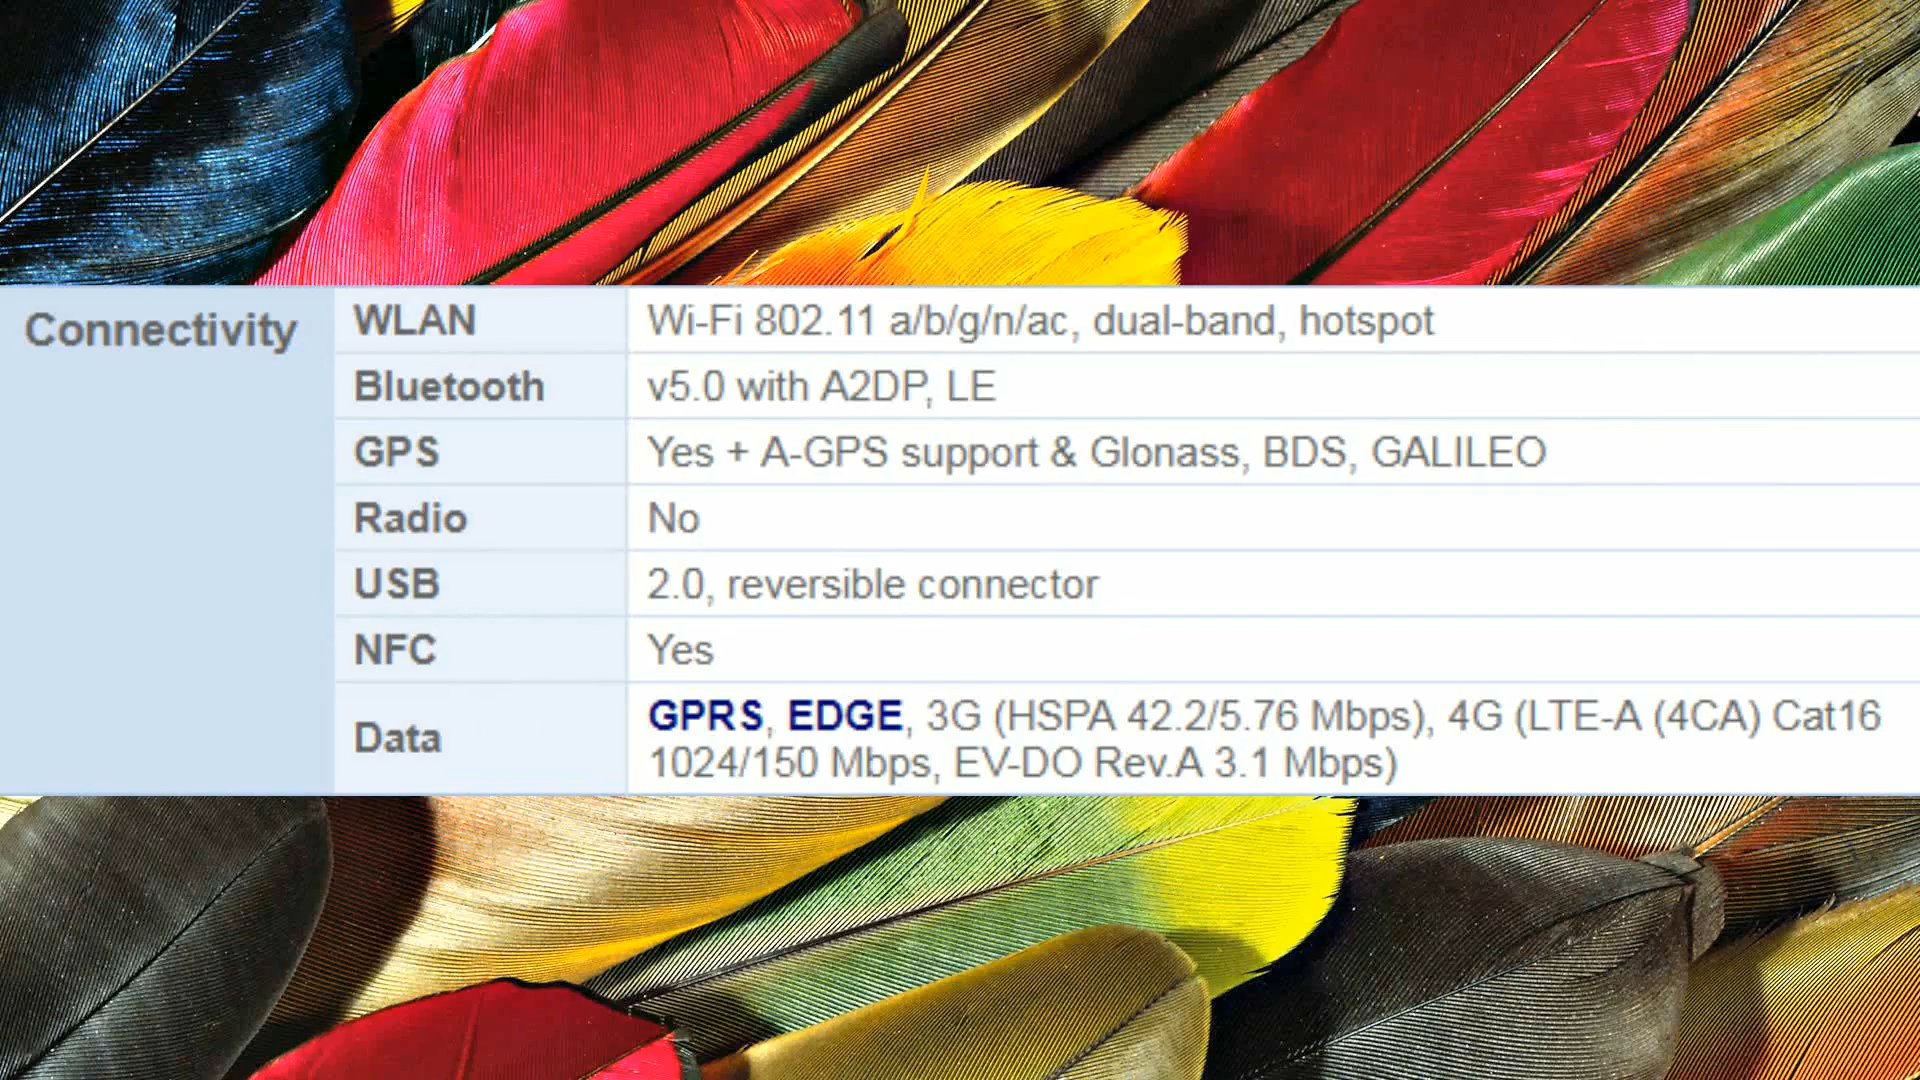 Connectivity
WLAN Wi-Fi 802.11 a/b/g/n/ac, dual-band, hotspot
Bluetooth v5.0 with A2DP, LE
GPS Yes + A-GPS support & Glonass, BDS, GALILEO
Radio No
USB 2.0, reversible connector
NFC Yes
Data GPRS, EDGE, 3G (HSPA 42.2/5.76 Mbps), 4G (LTE-A (4CA) Cat16
1024/150 Mbps, EV-DO Rev.A 3.1 Mbps)